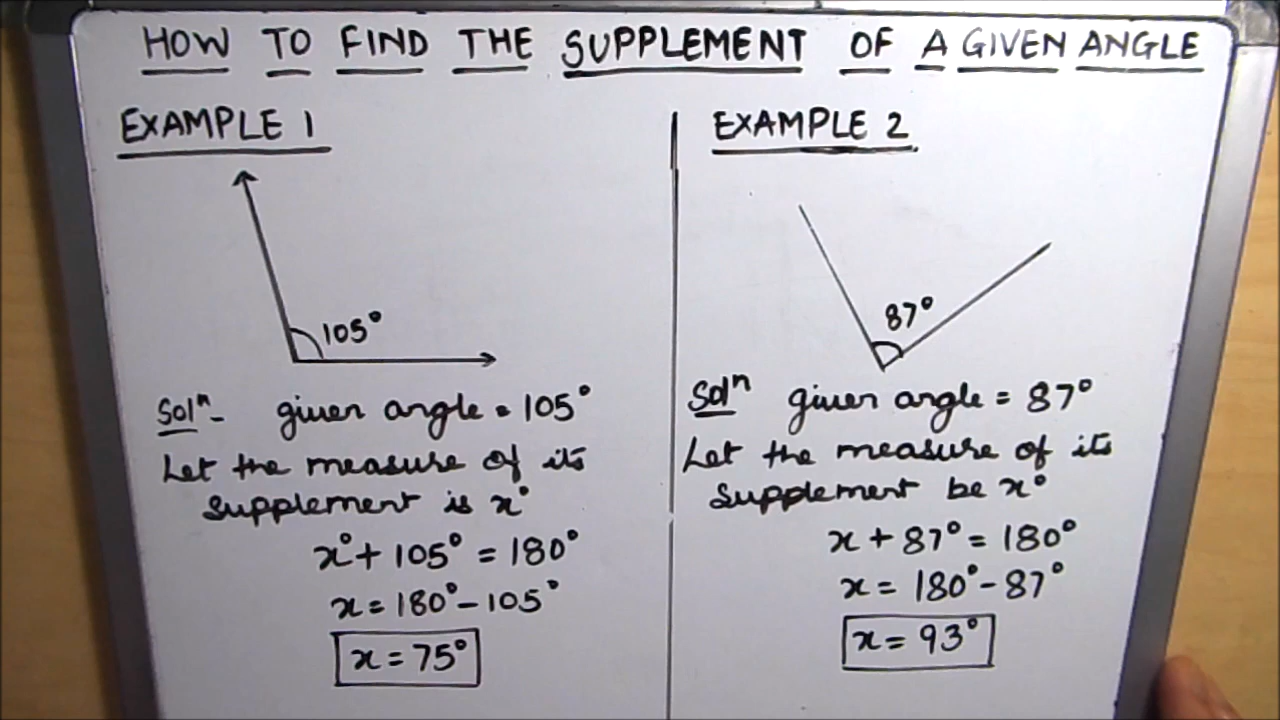 HOW TO FIND THE SUPPLEMENT OF A GIVEN ANGLE
EXAMPLE 1
105°
Solⁿ- given angle = 105°
Let the measure of its
supplement is x°
x° + 105° = 180°
x = 180° - 105°
x = 75°
EXAMPLE 2
87°
Solⁿ given angle = 87°
Let the measure of its
supplement be x°
x + 87° = 180°
x = 180° - 87°
x = 93°